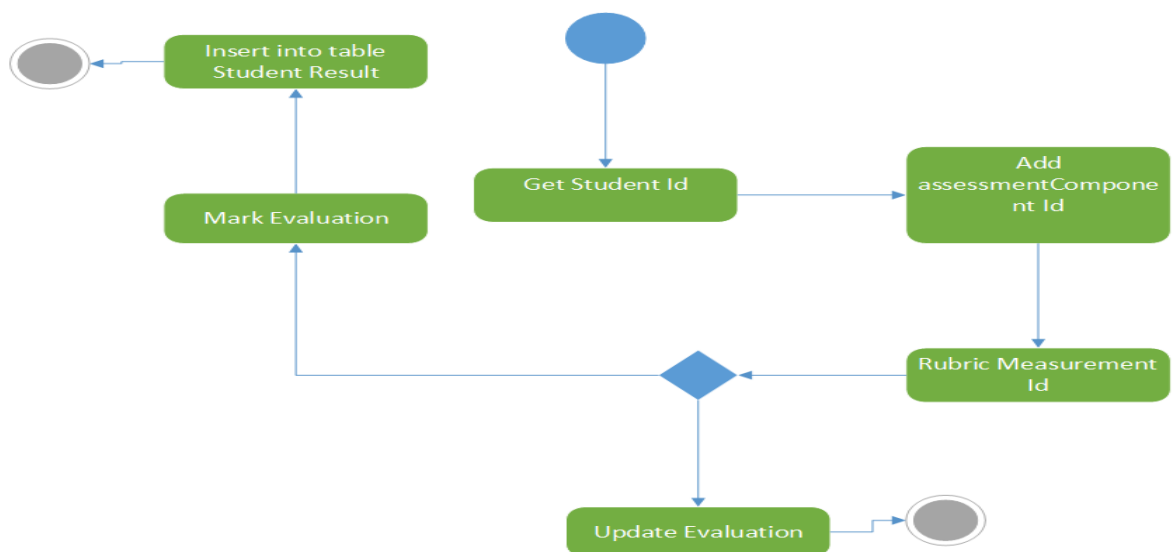 Insert into table
Student Result
Get Student Id
Add
assessmentCompone
nt Id
Mark Evaluation
Rubric Measurement
Id
Update Evaluation